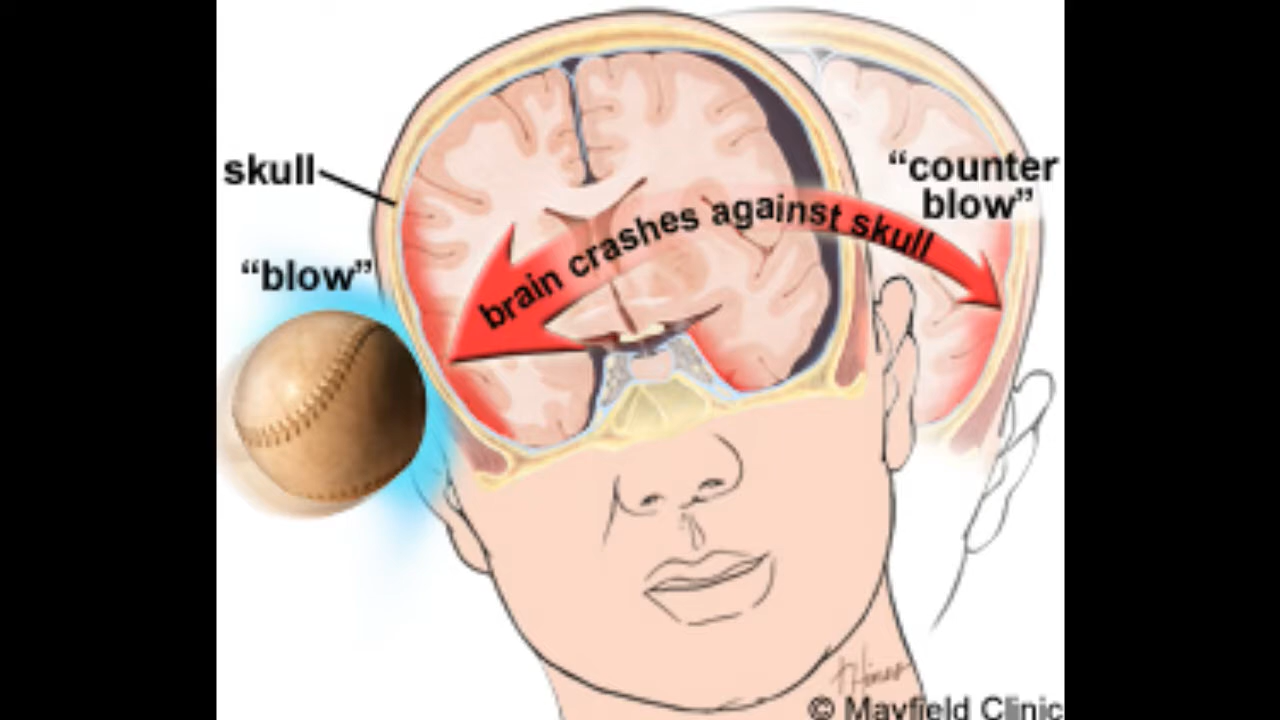 skull
“counter
blow”
“blow”
brain crashes against skull
© Mayfield Clinic